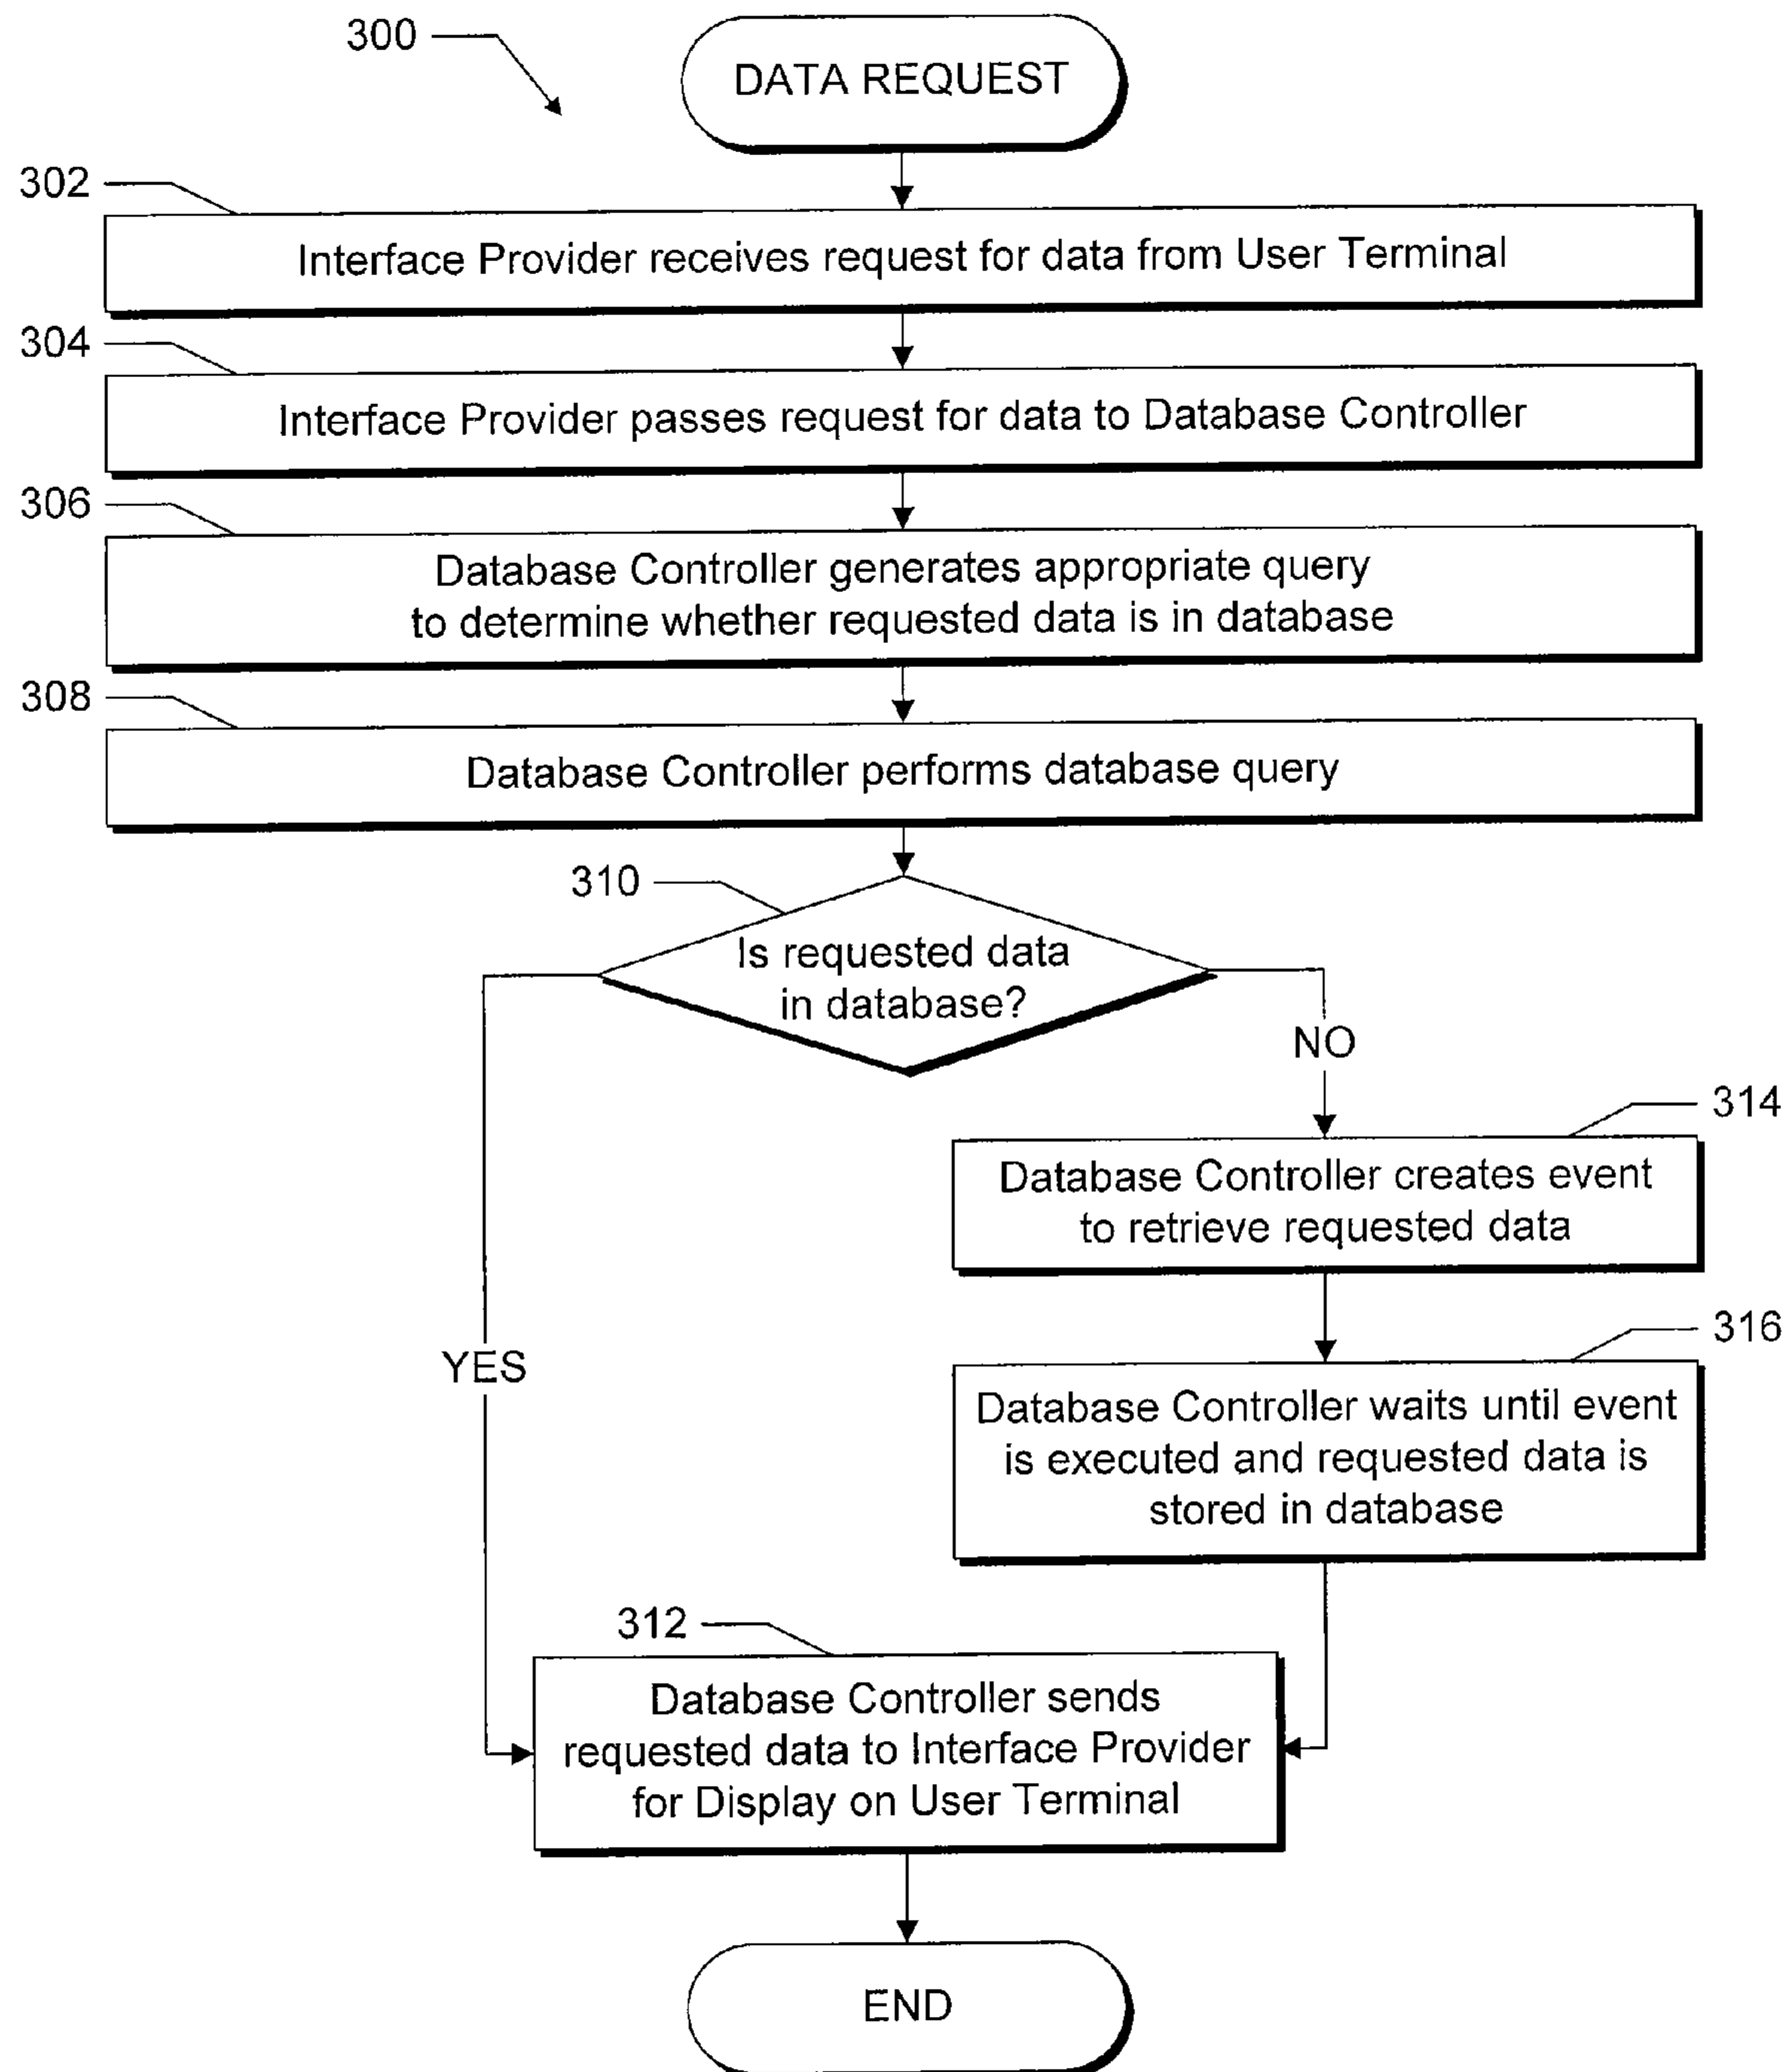 300
DATA REQUEST
302
Interface Provider receives request for data from User Terminal
304
Interface Provider passes request for data to Database Controller
306
Database Controller generates appropriate query
to determine whether requested data is in database
308
Database Controller performs database query
310
Is requested data
in database?
NO
314
Database Controller creates event
to retrieve requested data
316
YES
Database Controller waits until event
is executed and requested data is
stored in database
312
Database Controller sends
requested data to Interface Provider
for Display on User Terminal
END